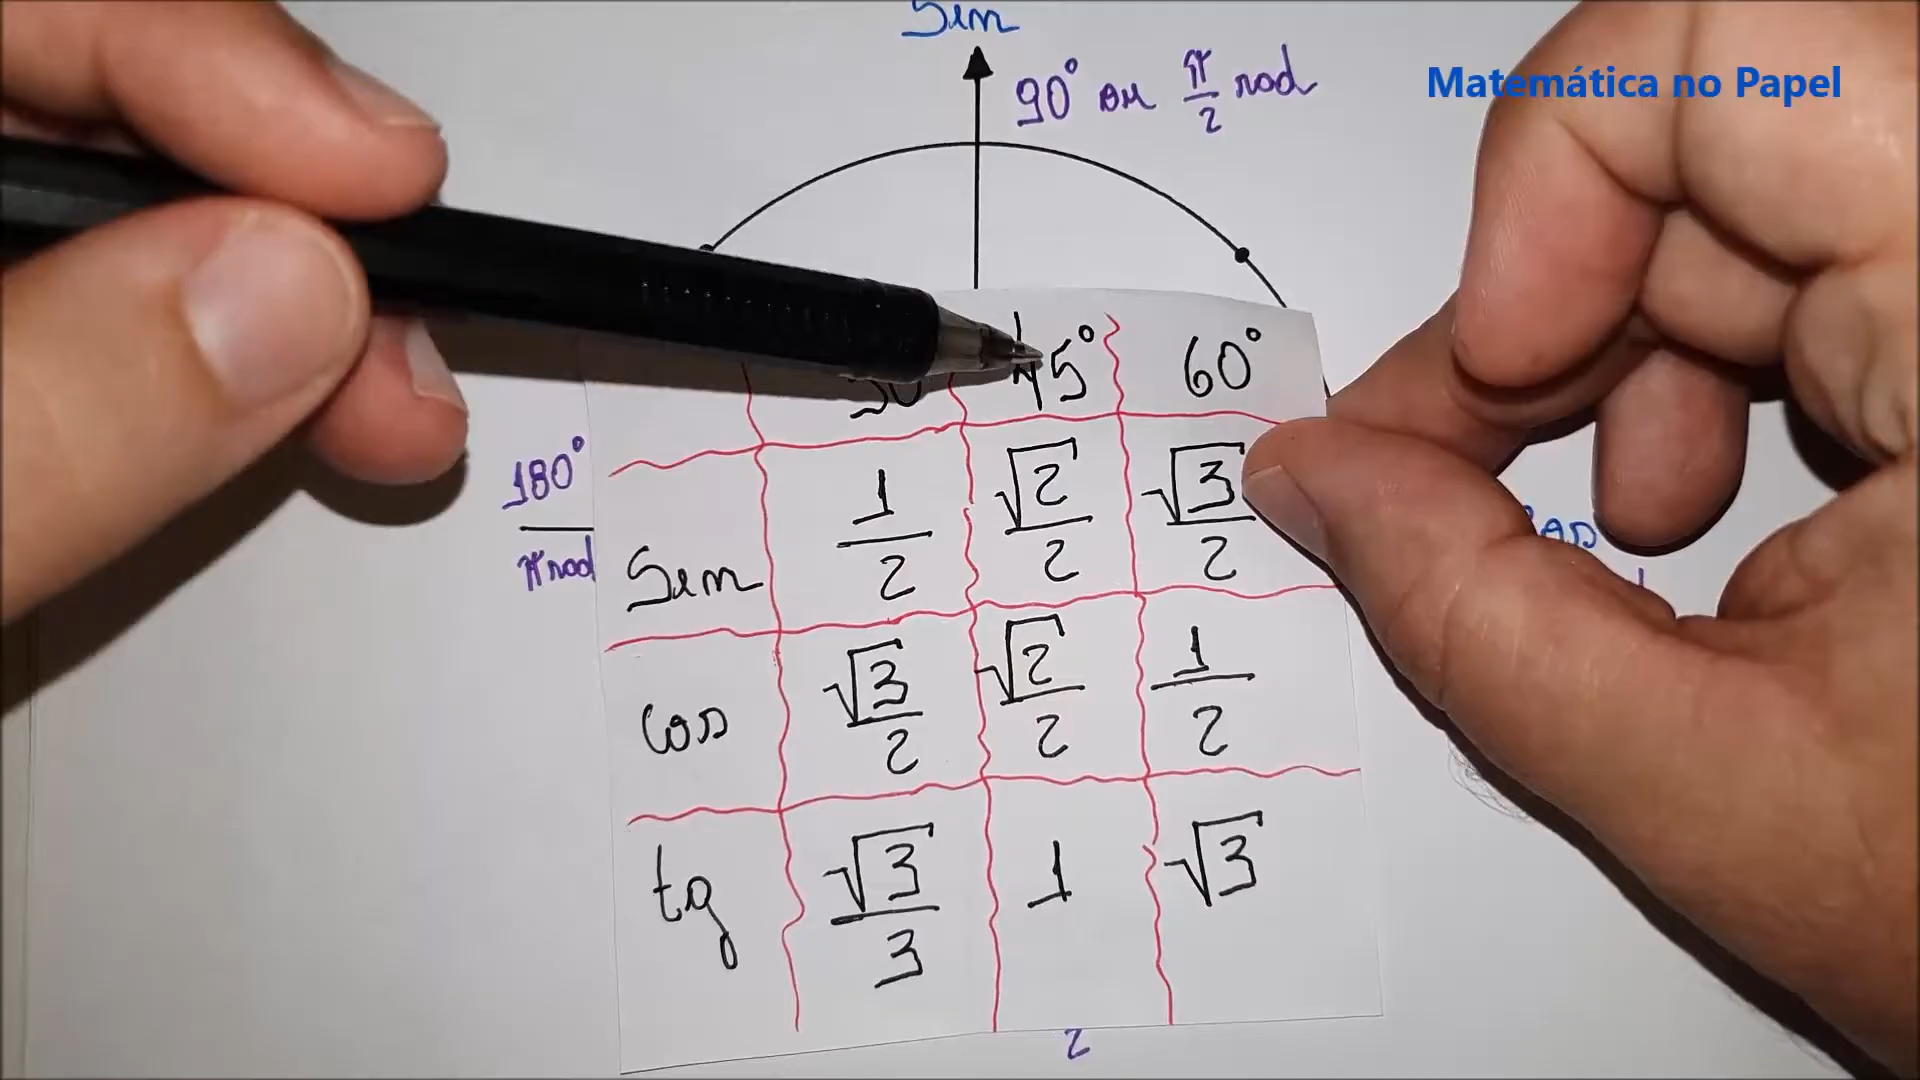 Sen
90° ou π/2 rad
Matemática no Papel
30 45° 60°
180°
π rad
Sen 1/2 √2/2 √3/2
Cos √3/2 √2/2 1/2
tg √3/3 1 √3
2